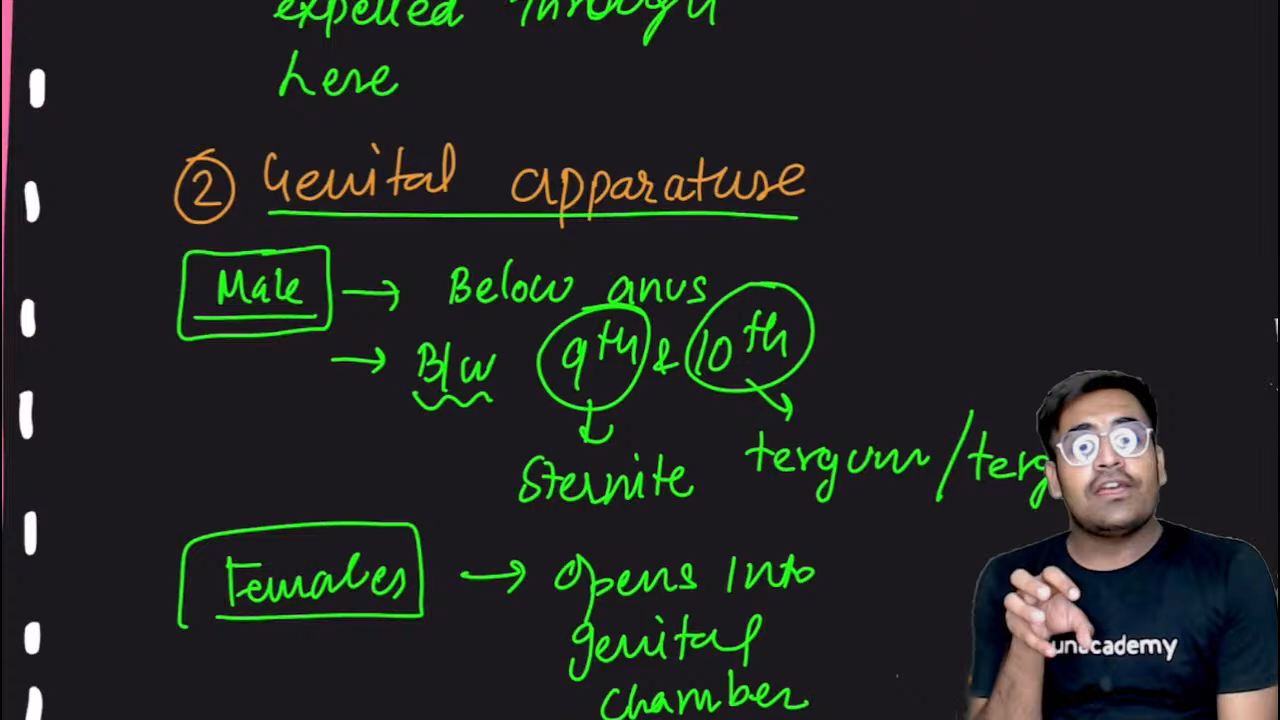 expelled through
here
2 Genital apparatuse
Male → Below anus
→ B/w 9th & 10th
Sternite
tergum/terg
Females → opens into
genital
chamber
unacademy